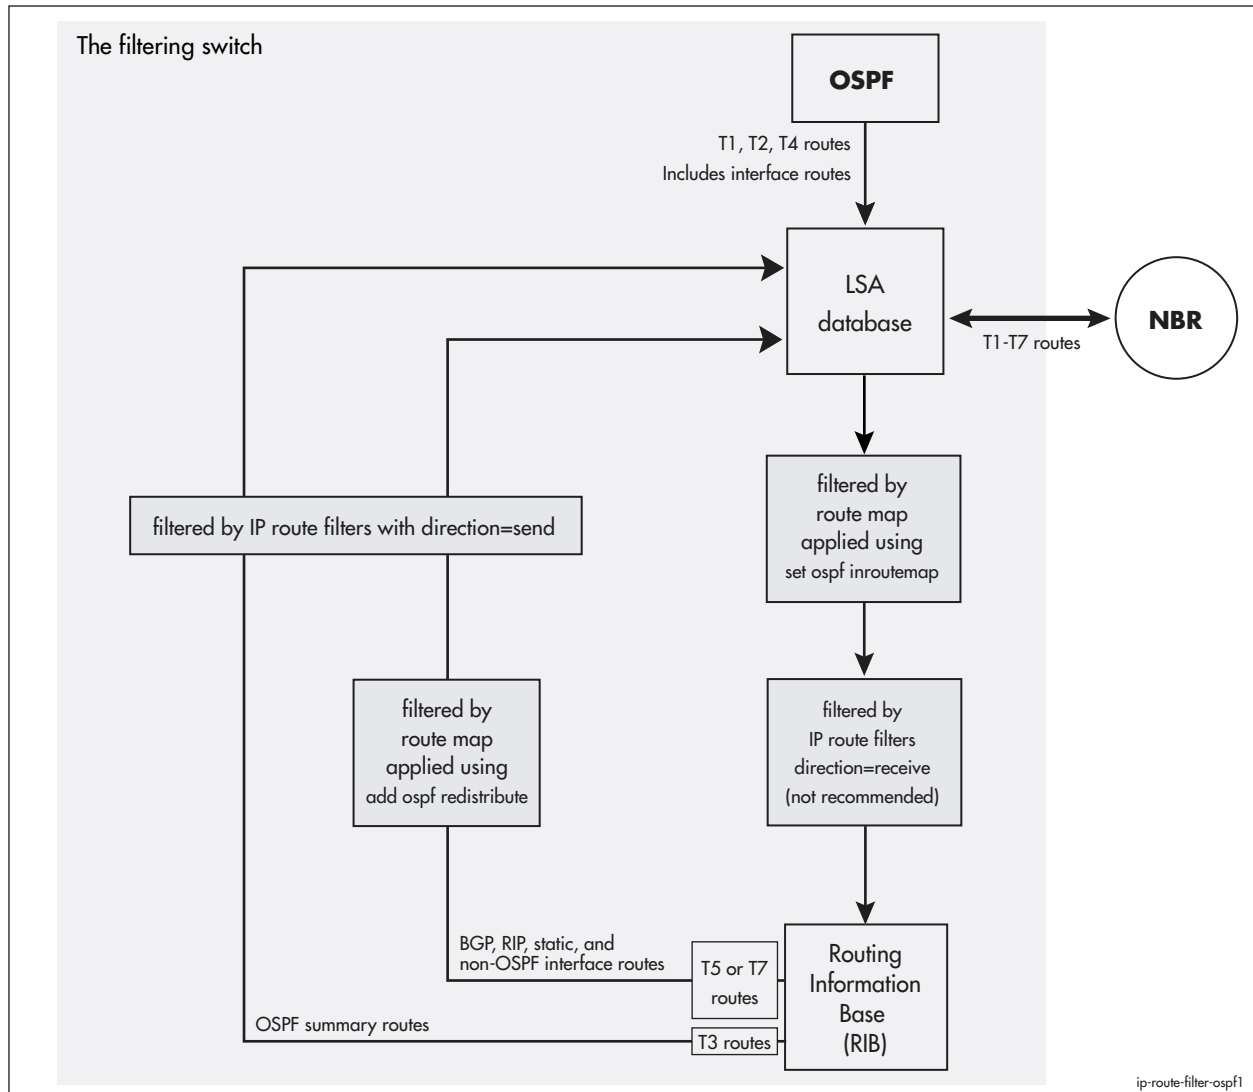 The filtering switch
OSPF
T1, T2, T4 routes
Includes interface routes
LSA
database
NBR
T1-T7 routes
filtered by
route map
applied using
set ospf inroutemap
filtered by IP route filters with direction=send
filtered by
route map
applied using
add ospf redistribute
filtered by
IP route filters
direction=receive
(not recommended)
BGP, RIP, static, and
non-OSPF interface routes
T5 or T7
routes
Routing
Information
Base
(RIB)
OSPF summary routes
T3 routes
ip-route-filter-ospf1